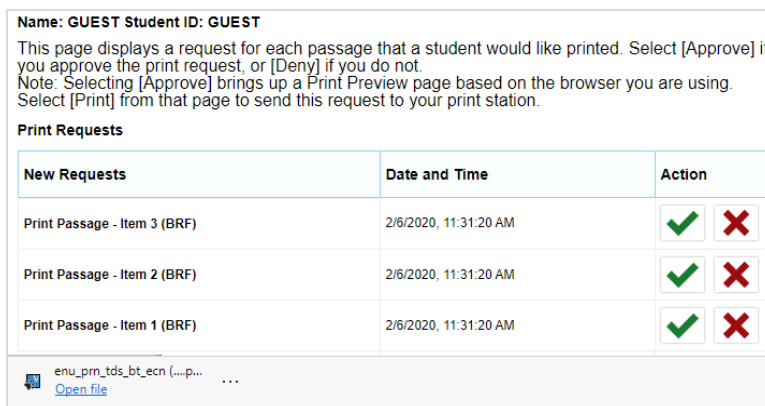 Name: GUEST Student ID: GUEST
This page displays a request for each passage that a student would like printed. Select [Approve] if
you approve the print request, or [Deny] if you do not.
Note: Selecting [Approve] brings up a Print Preview page based on the browser you are using.
Select [Print] from that page to send this request to your print station.
Print Requests
New Requests Date and Time Action
Print Passage - Item 3 (BRF) 2/6/2020, 11:31:20 AM
Print Passage - Item 2 (BRF) 2/6/2020, 11:31:20 AM
Print Passage - Item 1 (BRF) 2/6/2020, 11:31:20 AM
enu_prn_tds_bt_ecn (....p... ...
Open file